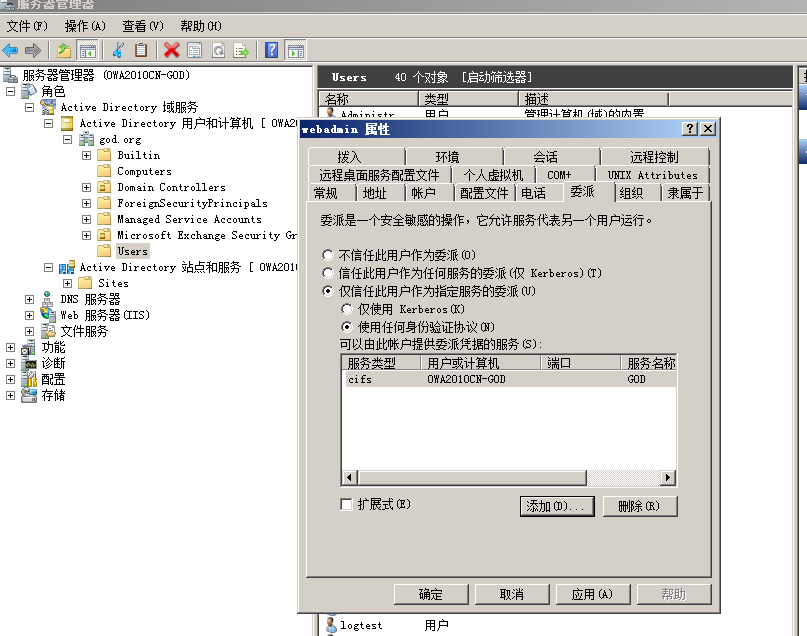 服务器管理器
文件(F) 操作(A) 查看(V) 帮助(H)
服务器管理器 (OWA2010CN-GOD)
角色
Active Directory 域服务
Active Directory 用户和计算机 [ OWA20
god.org
Builtin
Computers
Domain Controllers
ForeignSecurityPrincipals
Managed Service Accounts
Microsoft Exchange Security Gr
Users
Active Directory 站点和服务 [ OWA201
Sites
DNS 服务器
Web 服务器(IIS)
文件服务
功能
诊断
配置
存储
Users 40 个对象 [启动筛选器]
名称 类型 描述
Administr 用户 管理计算机(域)的内置
webadmin 属性
拨入 环境 会话 远程控制
远程桌面服务配置文件 个人虚拟机 COM+ UNIX Attributes
常规 地址 帐户 配置文件 电话 委派 组织 隶属于
委派是一个安全敏感的操作，它允许服务代表另一个用户运行。
不信任此用户作为委派(O)
信任此用户作为任何服务的委派(仅 Kerberos)(T)
仅信任此用户作为指定服务的委派(U)
仅使用 Kerberos(K)
使用任何身份验证协议(N)
可以由此帐户提供委派凭据的服务(S):
服务类型 用户或计算机 端口 服务名称
cifs OWA2010CN-GOD GOD
扩展式(E) 添加(D)... 删除(R)
确定 取消 应用(A) 帮助
logtest 用户